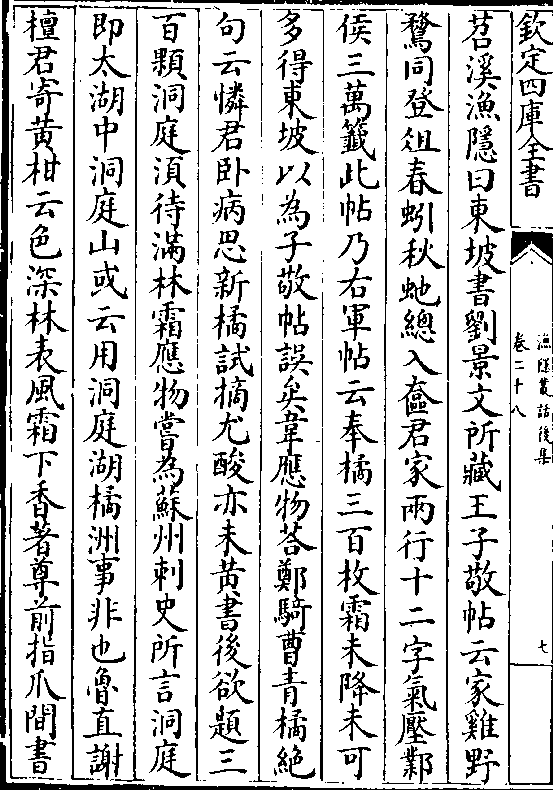 欽定四庫全書
漁隱叢話後集
卷二十八
七
苕溪漁隱曰東坡書劉景文所藏王子敬帖云家雞野
鶩同登俎春蚓秋虵總入奩君家兩行十二字氣壓鄴
侯三萬籤此帖乃右軍帖云奉橘三百枚霜未降未可
多得東坡以為子敬帖誤矣韋應物荅鄭騎曹青橘絶
句云憐君卧病思新橘試摘尤酸亦未黄書後欲題三
百顆洞庭湏待滿林霜應物嘗為蘇州刺史所言洞庭
即太湖中洞庭山或云用洞庭湖橘洲事非也魯直謝
檀君寄黄柑云色深林表風霜下香著尊前指爪間書